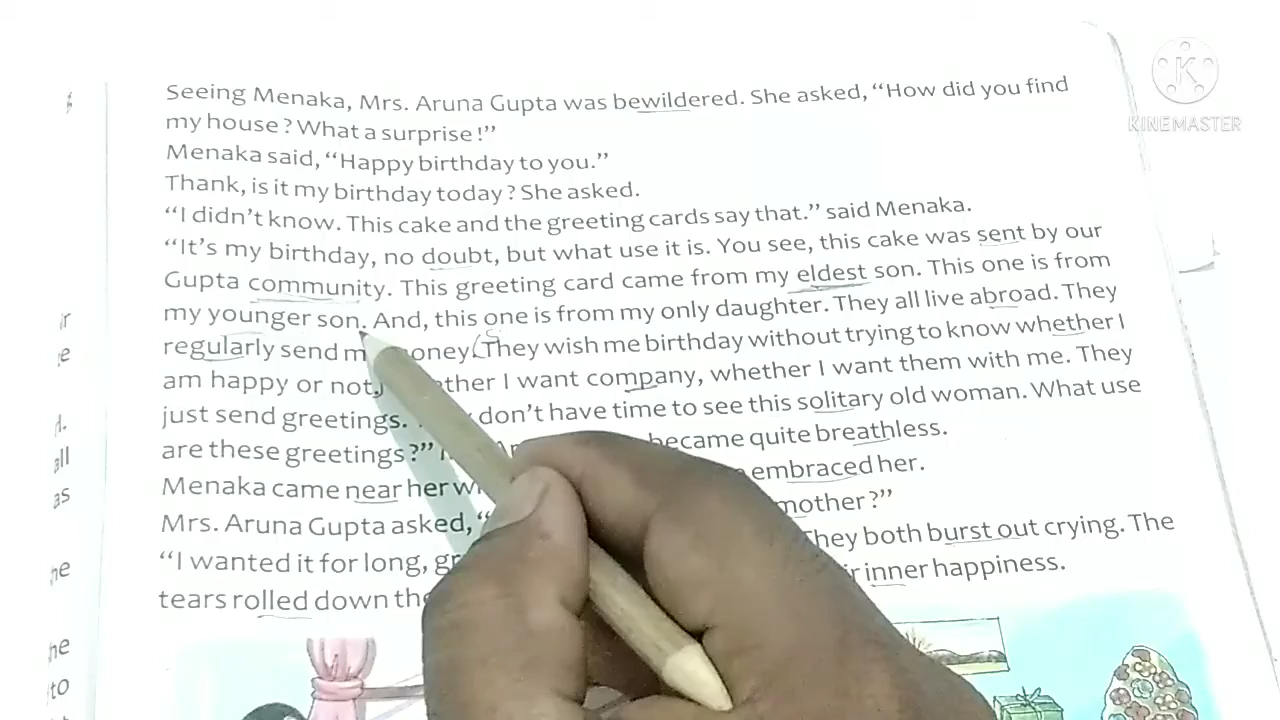 Seeing Menaka, Mrs. Aruna Gupta was bewildered. She asked, “How did you find
my house? What a surprise!”
Menaka said, “Happy birthday to you.”
Thank, is it my birthday today? She asked.
“I didn’t know. This cake and the greeting cards say that.” said Menaka.
“It’s my birthday, no doubt, but what use it is. You see, this cake was sent by our
Gupta community. This greeting card came from my eldest son. This one is from
my younger son. And, this one is from my only daughter. They all live abroad. They
regularly send They wish me birthday without trying to know whether I
am happy or not, I want company, whether I want them with me. They
just send greetings. don’t have time to see this solitary old woman. What use
are these greetings?” became quite breathless.
Menaka came near her embraced her.
Mrs. Aruna Gupta asked, “ mother?”
“I wanted it for long, They both burst out crying. The
tears rolled down inner happiness.
ir
e
all
as
he
he
to
KINEMASTER